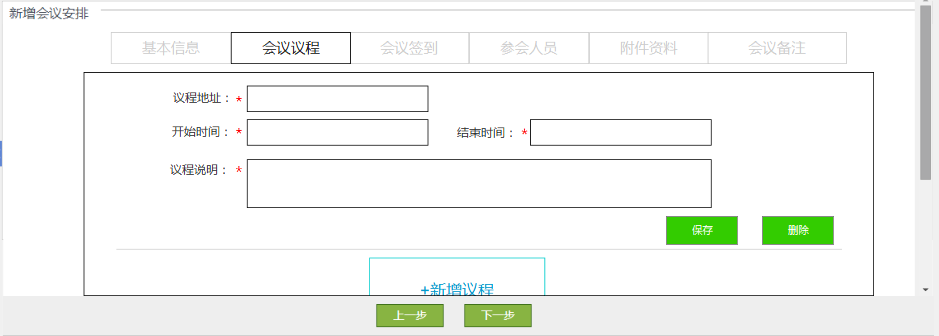 新增会议安排
基本信息 会议议程 会议签到 参会人员 附件资料 会议备注
议程地址： *
开始时间： * 结束时间： *
议程说明： *
保存 删除
+新增议程
上一步 下一步